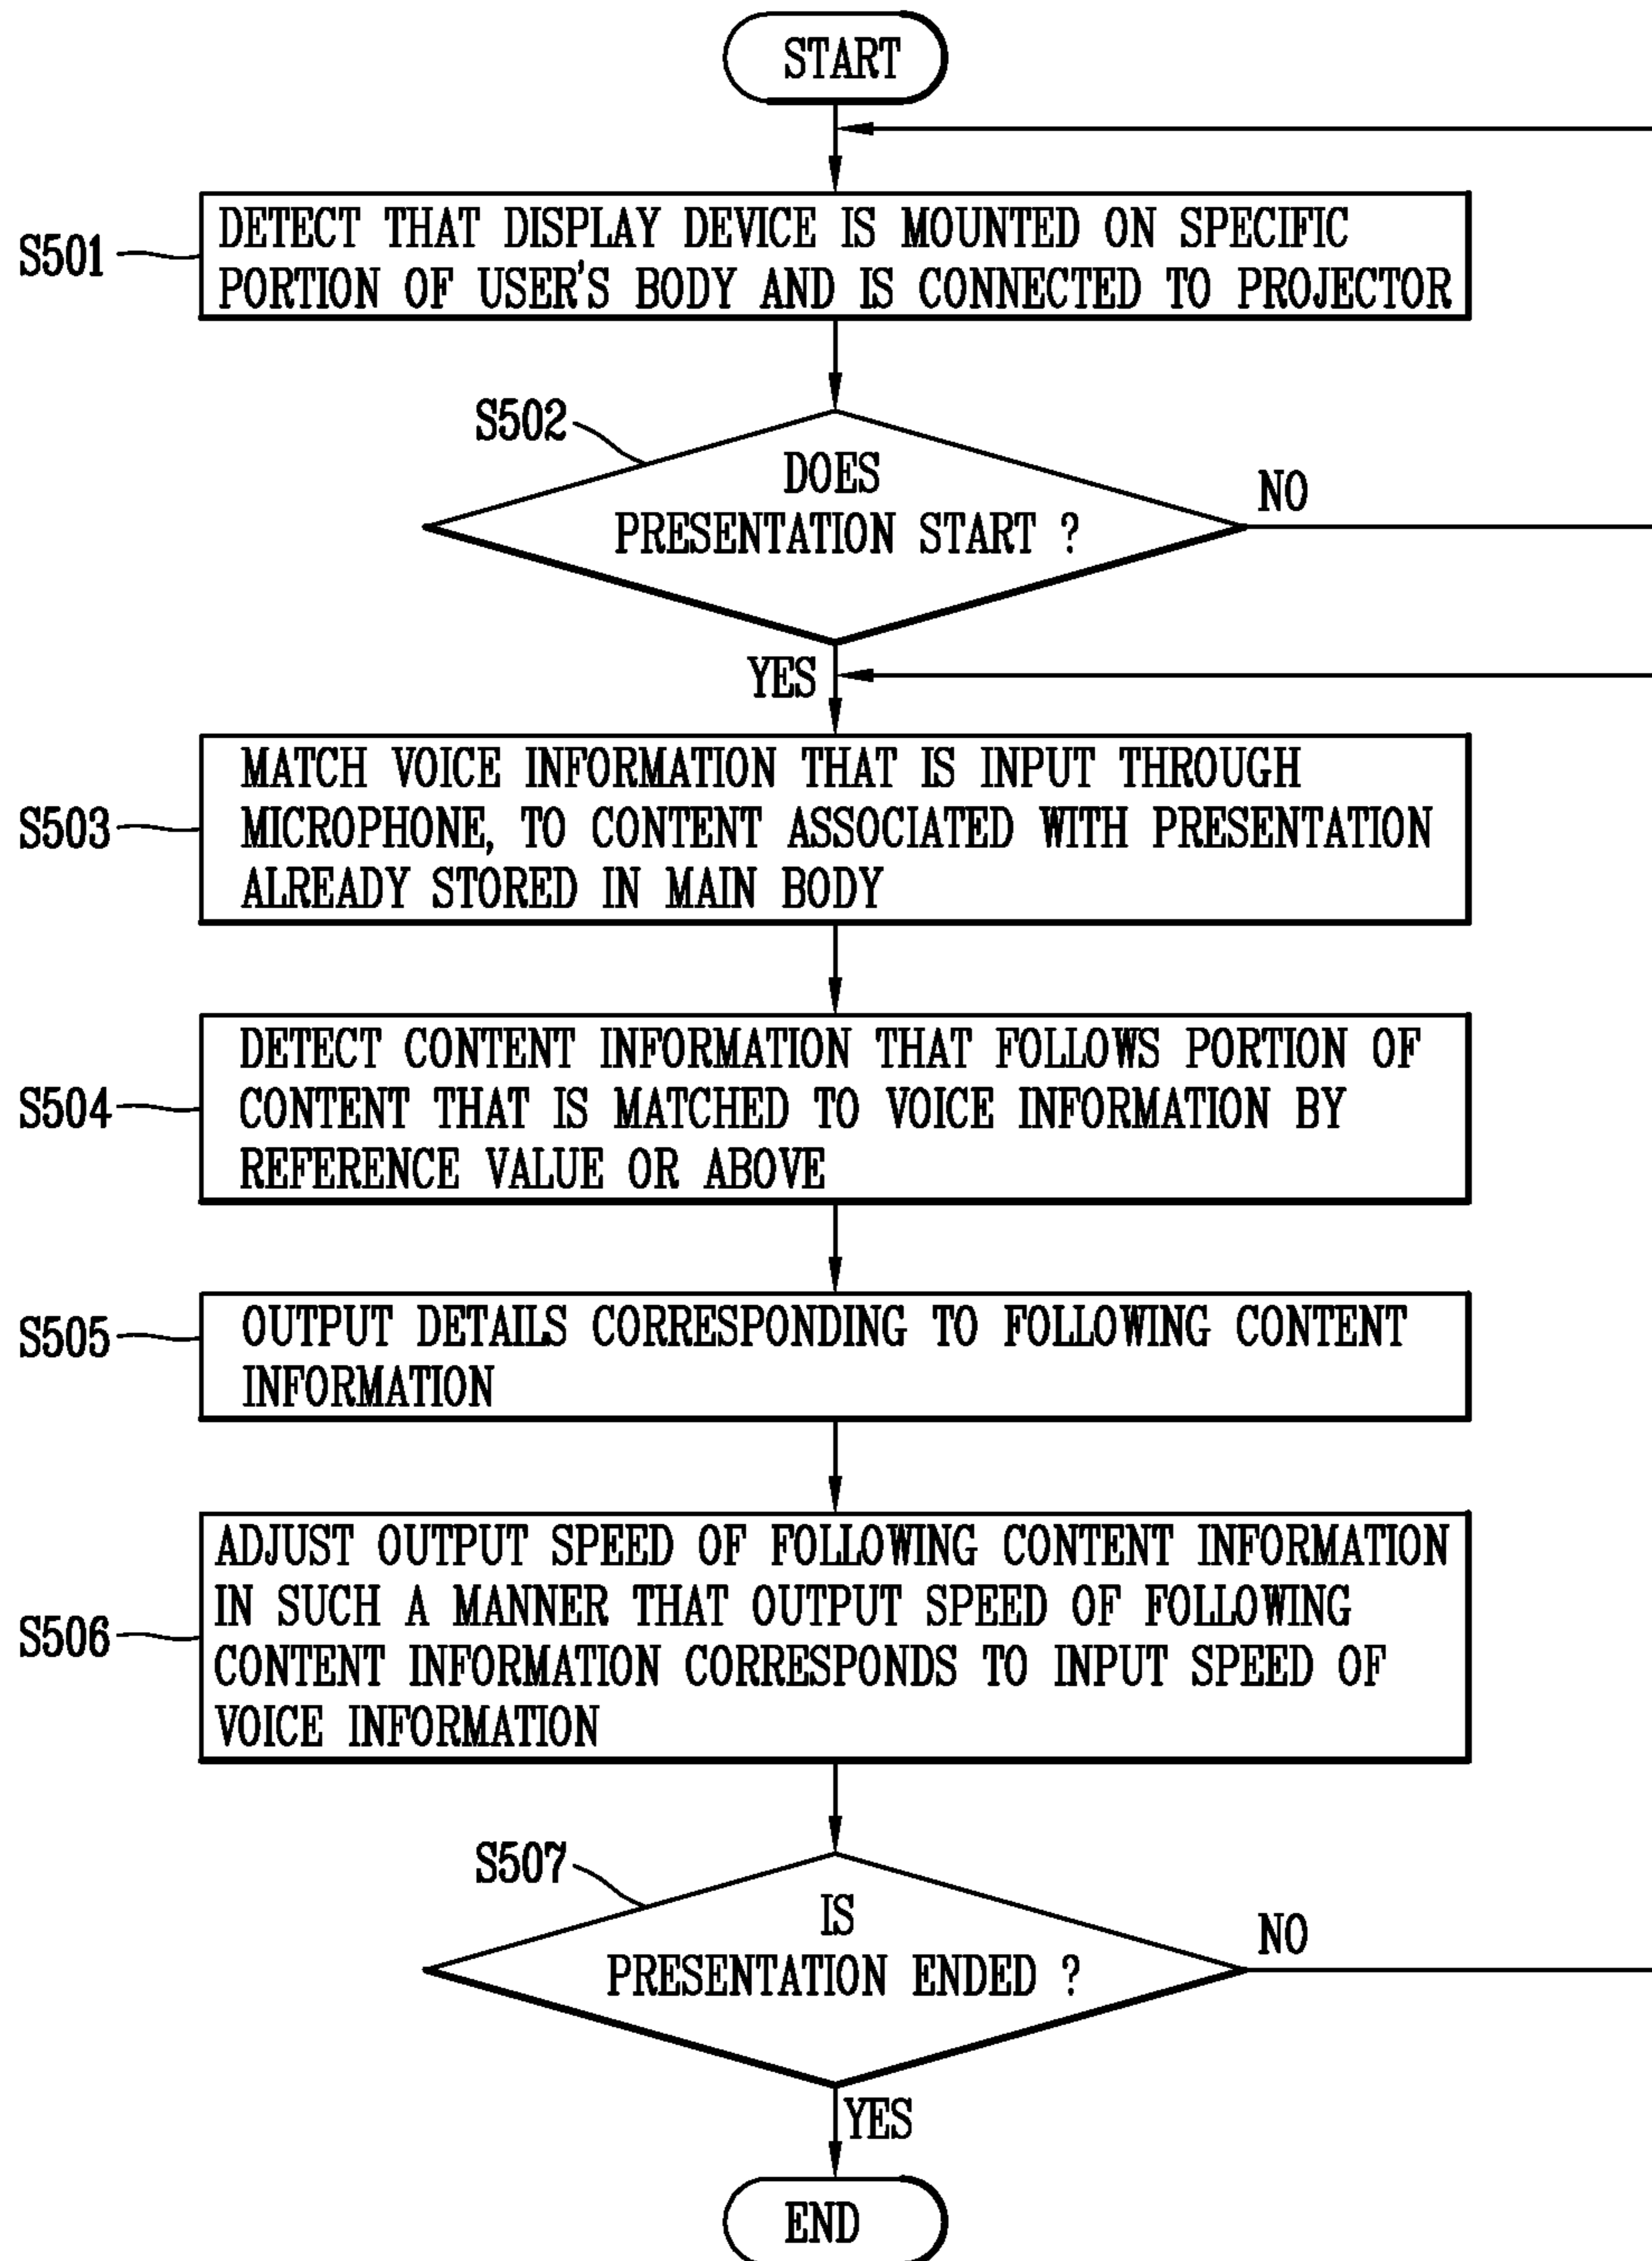 START
S501
DETECT THAT DISPLAY DEVICE IS MOUNTED ON SPECIFIC
PORTION OF USER'S BODY AND IS CONNECTED TO PROJECTOR
S502
DOES
PRESENTATION START ?
NO
YES
S503
MATCH VOICE INFORMATION THAT IS INPUT THROUGH
MICROPHONE, TO CONTENT ASSOCIATED WITH PRESENTATION
ALREADY STORED IN MAIN BODY
S504
DETECT CONTENT INFORMATION THAT FOLLOWS PORTION OF
CONTENT THAT IS MATCHED TO VOICE INFORMATION BY
REFERENCE VALUE OR ABOVE
S505
OUTPUT DETAILS CORRESPONDING TO FOLLOWING CONTENT
INFORMATION
S506
ADJUST OUTPUT SPEED OF FOLLOWING CONTENT INFORMATION
IN SUCH A MANNER THAT OUTPUT SPEED OF FOLLOWING
CONTENT INFORMATION CORRESPONDS TO INPUT SPEED OF
VOICE INFORMATION
S507
IS
PRESENTATION ENDED ?
NO
YES
END